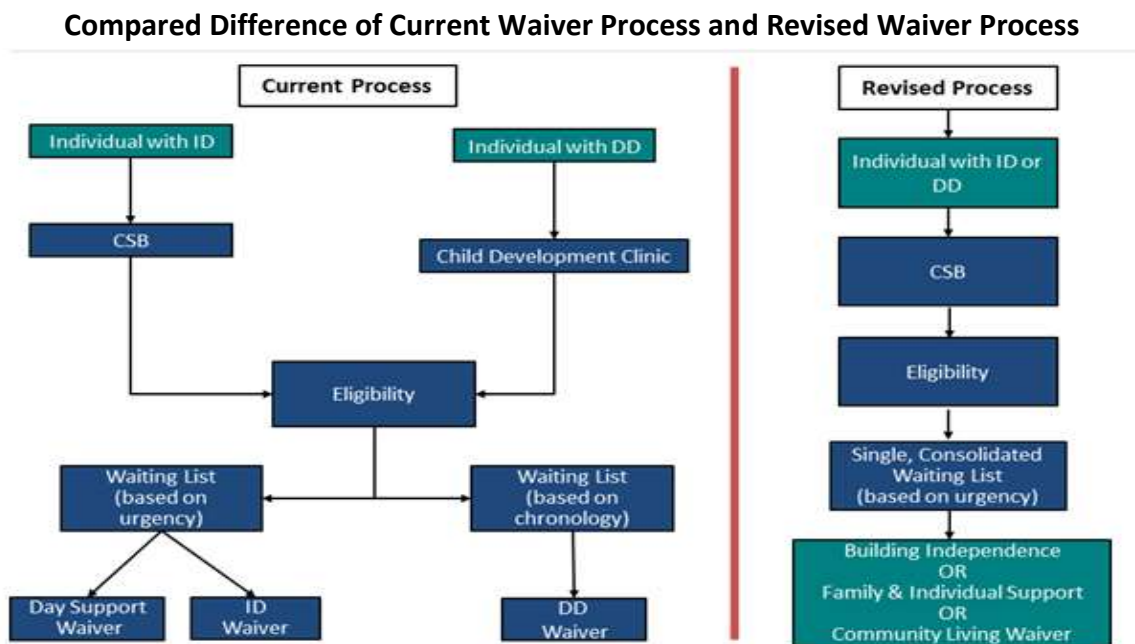 Compared Difference of Current Waiver Process and Revised Waiver Process
Current Process
Individual with ID
Individual with DD
CSB
Child Development Clinic
Eligibility
Waiting List
(based on
urgency)
Waiting List
(based on
chronology)
Day Support
Waiver
ID
Waiver
DD
Waiver
Revised Process
Individual with ID or
DD
CSB
Eligibility
Single, Consolidated
Waiting List
(based on urgency)
Building Independence
OR
Family & Individual Support
OR
Community Living Waiver